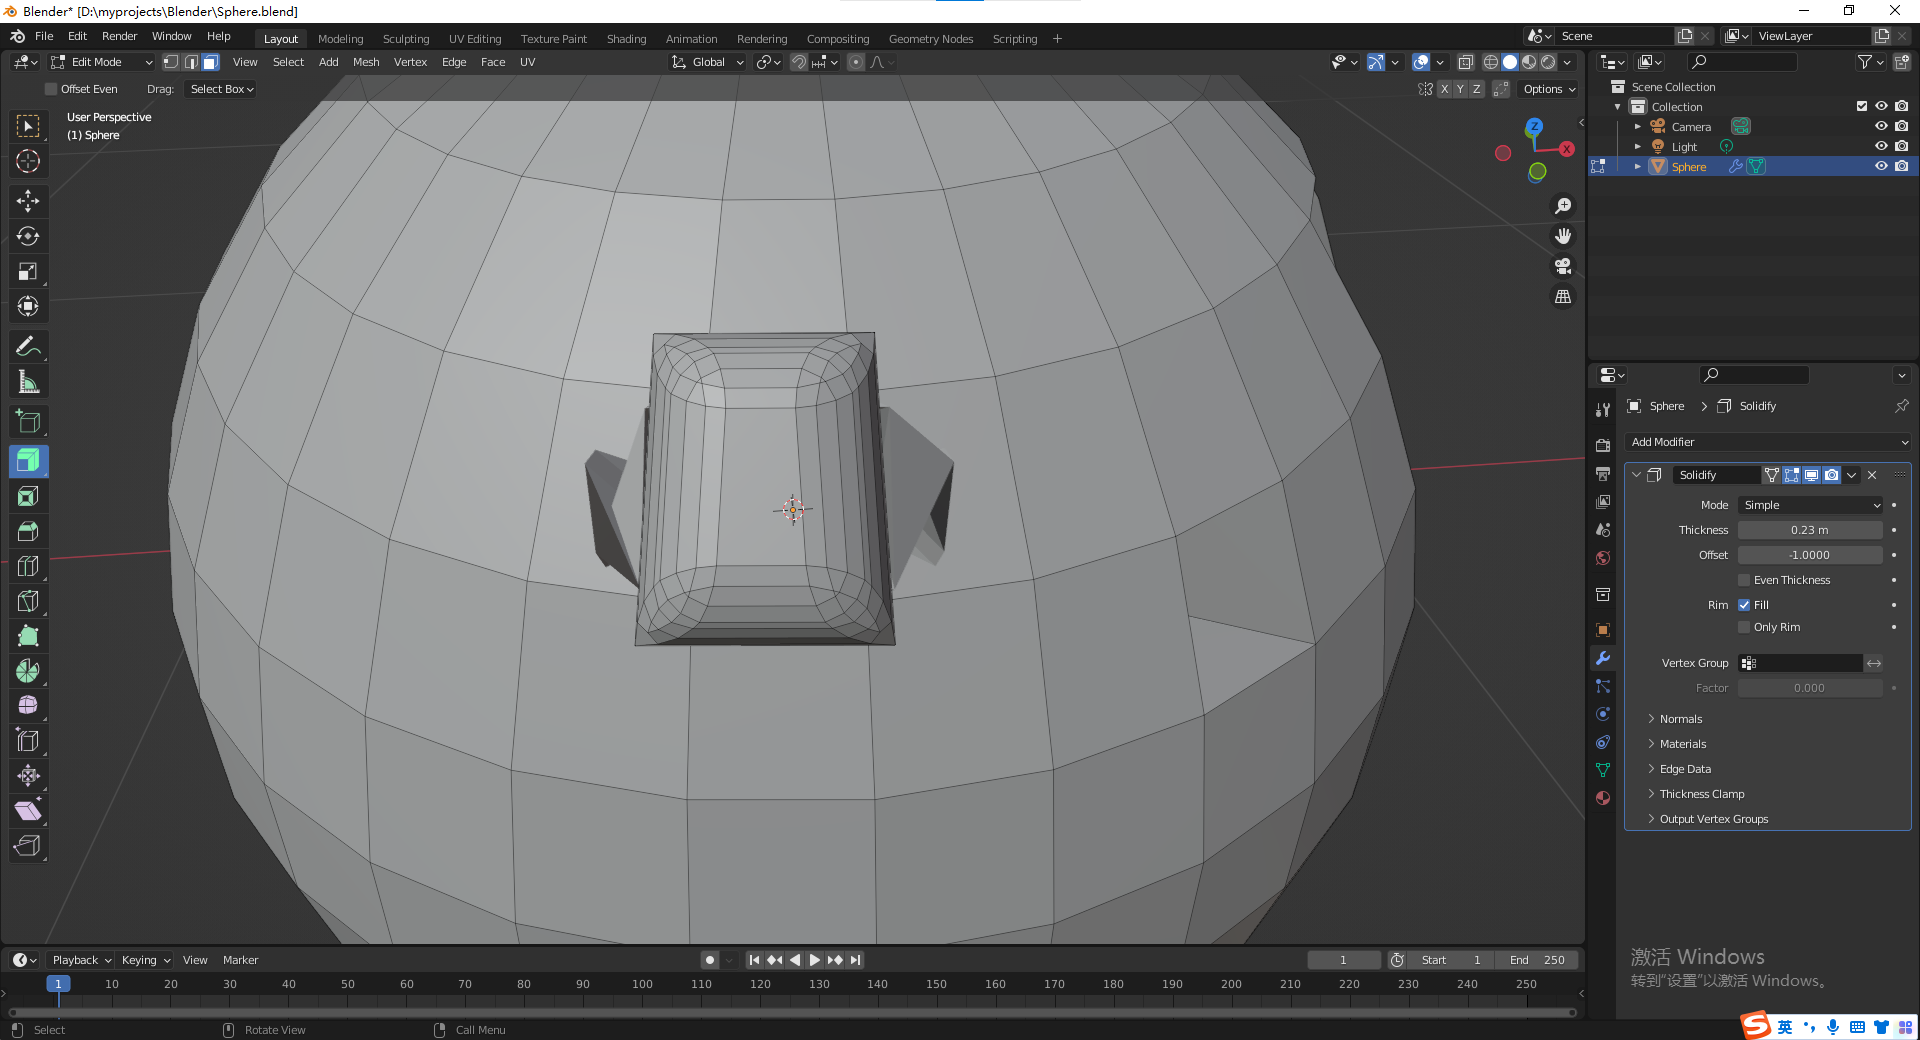 Blender* [D:\myprojects\Blender\Sphere.blend]
File Edit Render Window Help Layout Modeling Sculpting UV Editing Texture Paint Shading Animation Rendering Compositing Geometry Nodes Scripting + Scene ViewLayer
Edit Mode View Select Add Mesh Vertex Edge Face UV Global
Offset Even Drag: Select Box X Y Z Options
User Perspective
(1) Sphere
Z
X
Scene Collection
Collection
Camera
Light
Sphere
Sphere > Solidify
Add Modifier
Solidify
Mode Simple
Thickness 0.23 m
Offset -1.0000
Even Thickness
Rim Fill
Only Rim
Vertex Group
Factor 0.000
Normals
Materials
Edge Data
Thickness Clamp
Output Vertex Groups
激活 Windows
转到"设置"以激活 Windows。
Playback Keying View Marker 1 Start 1 End 250
1 10 20 30 40 50 60 70 80 90 100 110 120 130 140 150 160 170 180 190 200 210 220 230 240 250
Select Rotate View Call Menu
S 英